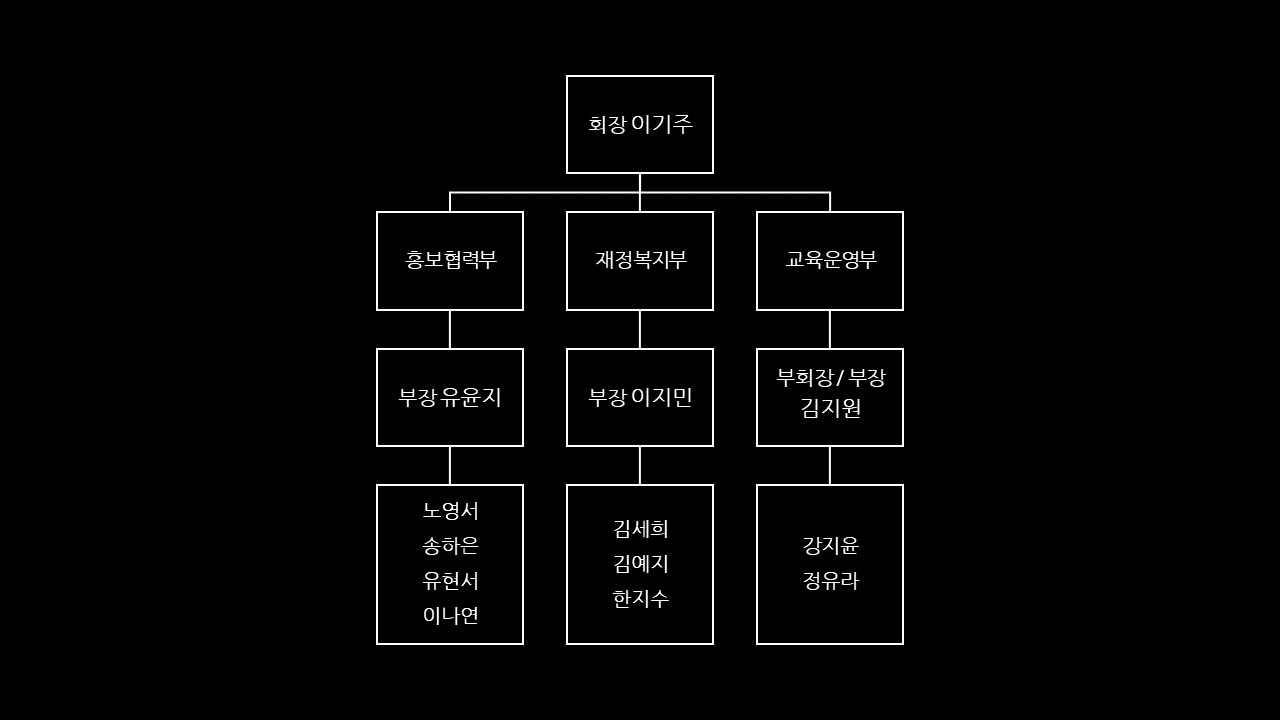 회장 이기주
홍보협력부
재정복지부
교육운영부
부장 유윤지
부장 이지민
부회장 / 부장
김지원
노영서
송하은
유현서
이나연
김세희
김예지
한지수
강지윤
정유라